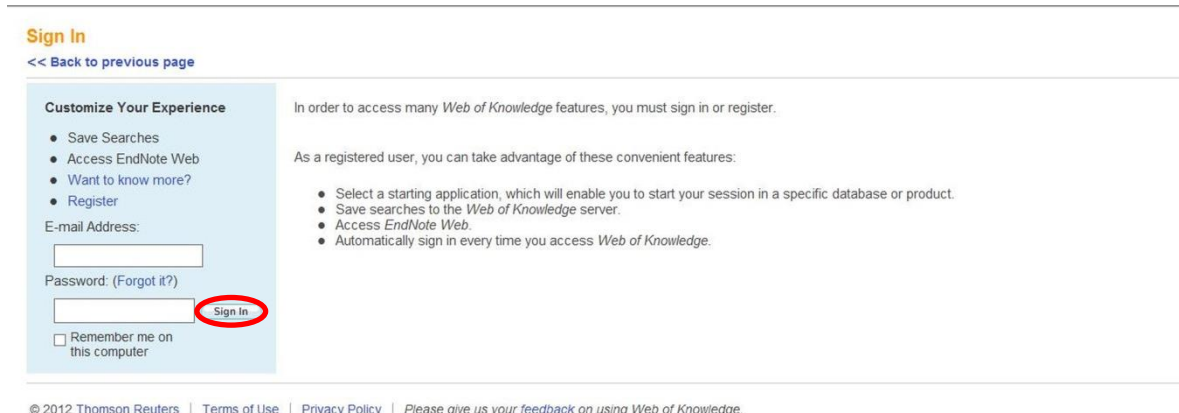 Sign In
<< Back to previous page
Customize Your Experience
● Save Searches
● Access EndNote Web
● Want to know more?
● Register
E-mail Address:
Password: (Forgot it?)
Sign In
Remember me on
this computer
In order to access many Web of Knowledge features, you must sign in or register.
As a registered user, you can take advantage of these convenient features:
● Select a starting application, which will enable you to start your session in a specific database or product.
● Save searches to the Web of Knowledge server.
● Access EndNote Web.
● Automatically sign in every time you access Web of Knowledge.
© 2012 Thomson Reuters | Terms of Use | Privacy Policy | Please give us your feedback on using Web of Knowledge.